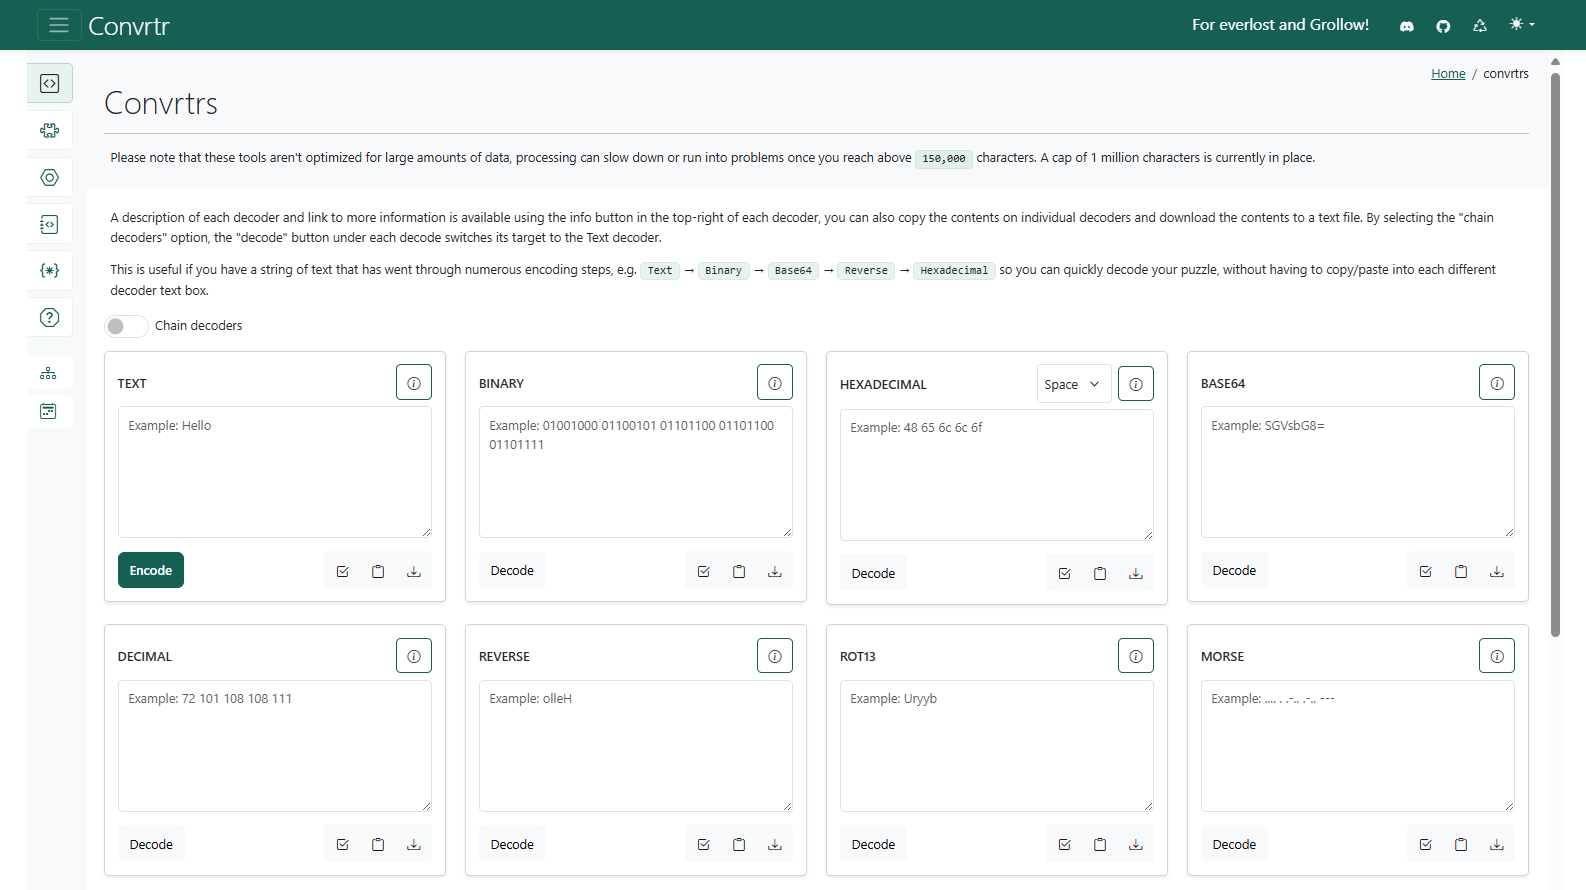 Convrtr
For everlost and Grollow!
Home / convrtrs
Convrtrs
Please note that these tools aren't optimized for large amounts of data, processing can slow down or run into problems once you reach above 150,000 characters. A cap of 1 million characters is currently in place.
A description of each decoder and link to more information is available using the info button in the top-right of each decoder, you can also copy the contents on individual decoders and download the contents to a text file. By selecting the "chain
decoders" option, the "decode" button under each decode switches its target to the Text decoder.
This is useful if you have a string of text that has went through numerous encoding steps, e.g. Text → Binary → Base64 → Reverse → Hexadecimal so you can quickly decode your puzzle, without having to copy/paste into each different
decoder text box.
Chain decoders
TEXT
Example: Hello
Encode
BINARY
Example: 01001000 01100101 01101100 01101100
01101111
Decode
HEXADECIMAL
Space
Example: 48 65 6c 6c 6f
Decode
BASE64
Example: SGVsbG8=
Decode
DECIMAL
Example: 72 101 108 108 111
Decode
REVERSE
Example: olleH
Decode
ROT13
Example: Uryyb
Decode
MORSE
Example: .... . .-.. .-.. ---
Decode